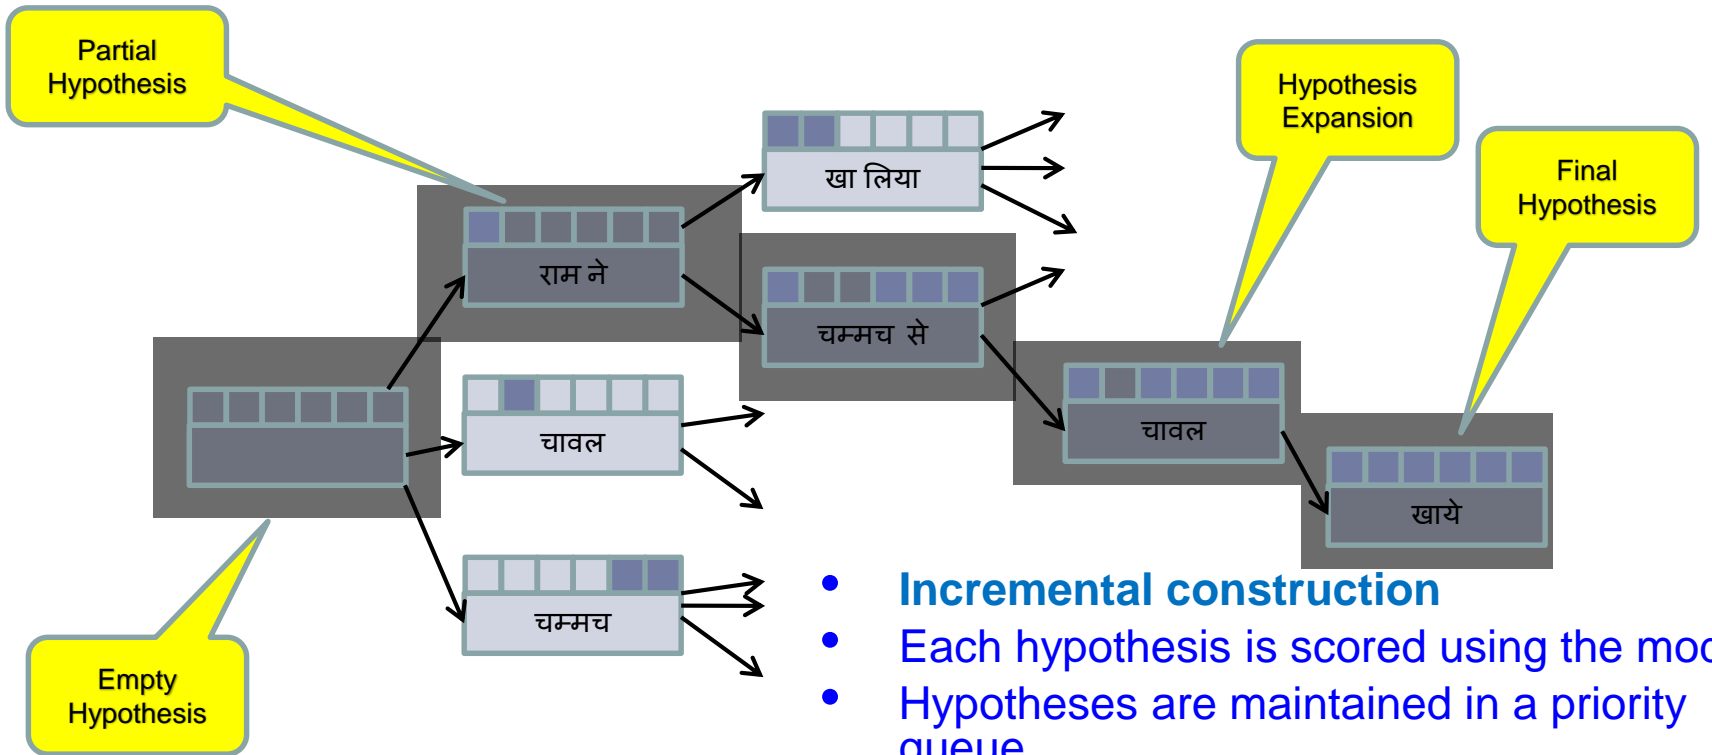 Partial
Hypothesis
Hypothesis
Expansion
Final
Hypothesis
खा लिया
राम ने
चम्मच से
चावल
चावल
खाये
चम्मच
Empty
Hypothesis
• Incremental construction
• Each hypothesis is scored using the
• Hypotheses are maintained in a priority
queue